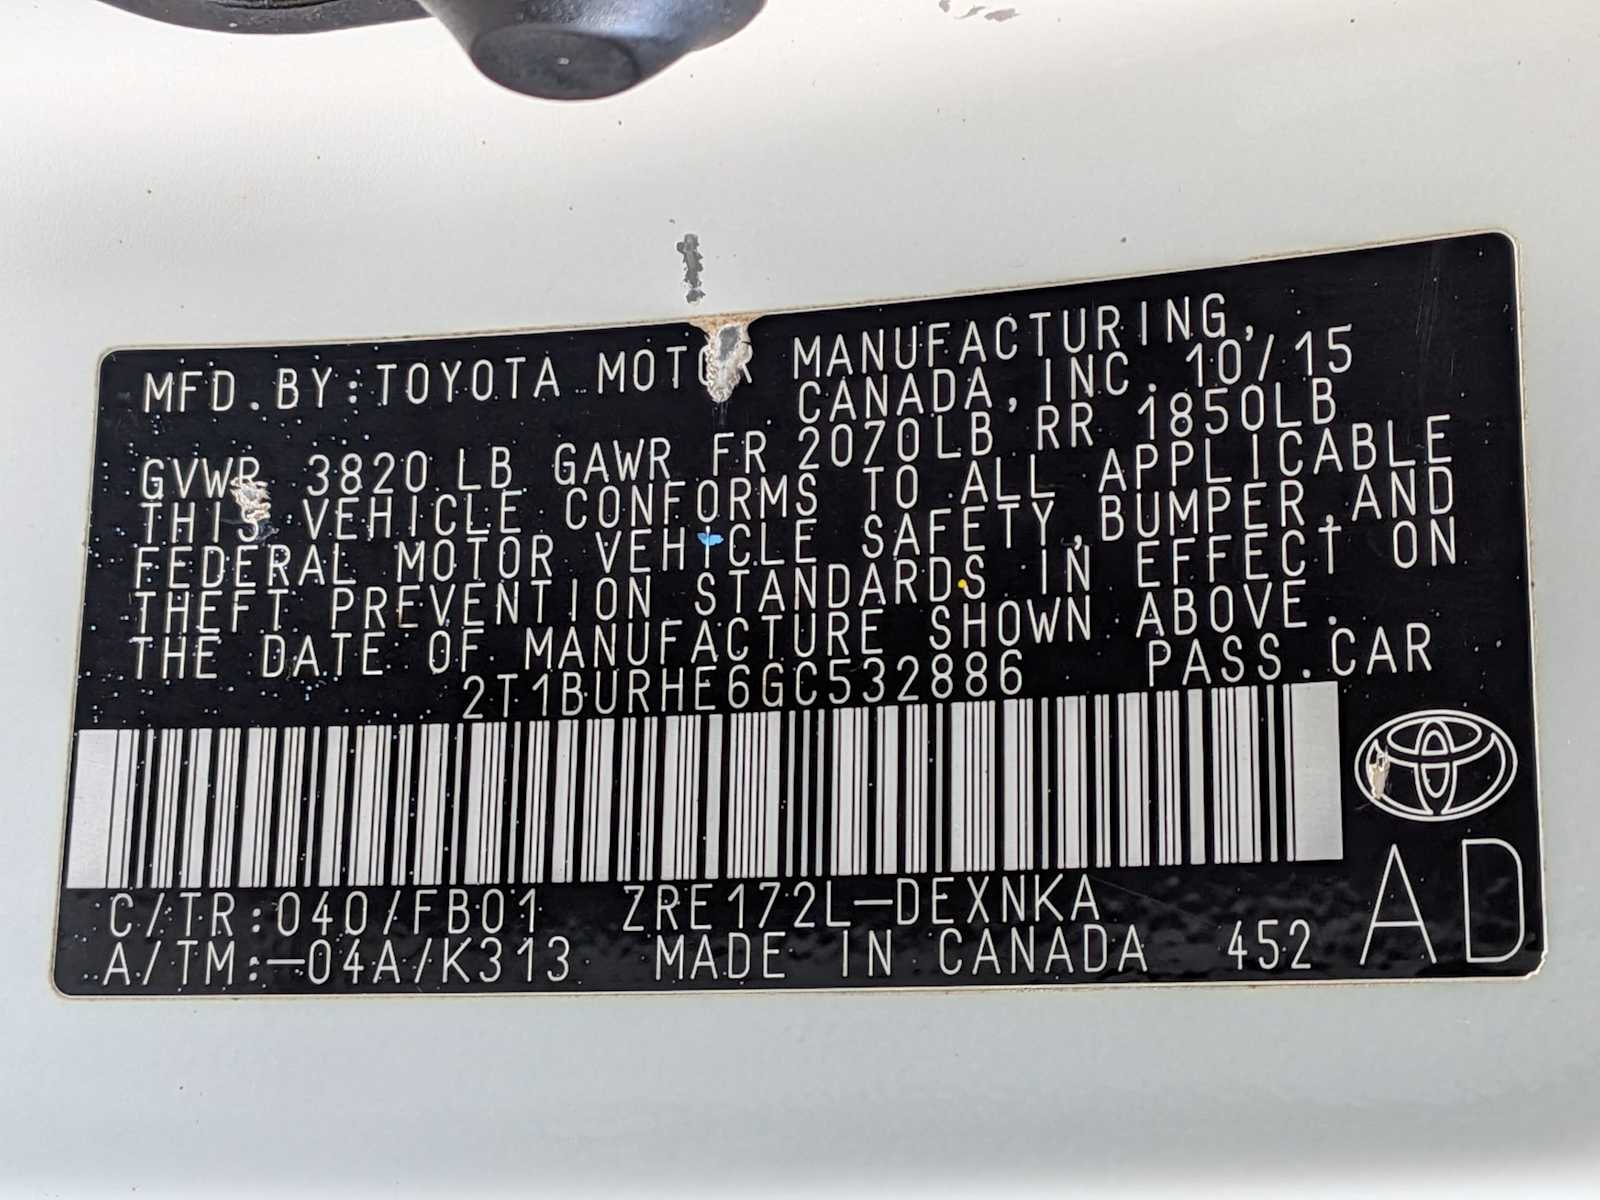 MFD.BY:TOYOTA MOTOR MANUFACTURING,
CANADA,INC. 10/15
GVWR 3820LB GAWR FR 2070LB RR 1850LB
THIS VEHICLE CONFORMS TO ALL APPLICABLE
FEDERAL MOTOR VEHICLE SAFETY,BUMPER,AND
THEFT PREVENTION STANDARDS IN EFFECT ON
THE DATE OF MANUFACTURE SHOWN ABOVE.
2T1BURHE6GC532886 PASS.CAR
C/TR:040/FB01 ZRE172L-DEXNKA
A/TM:-04A/K313 MADE IN CANADA 452
AD